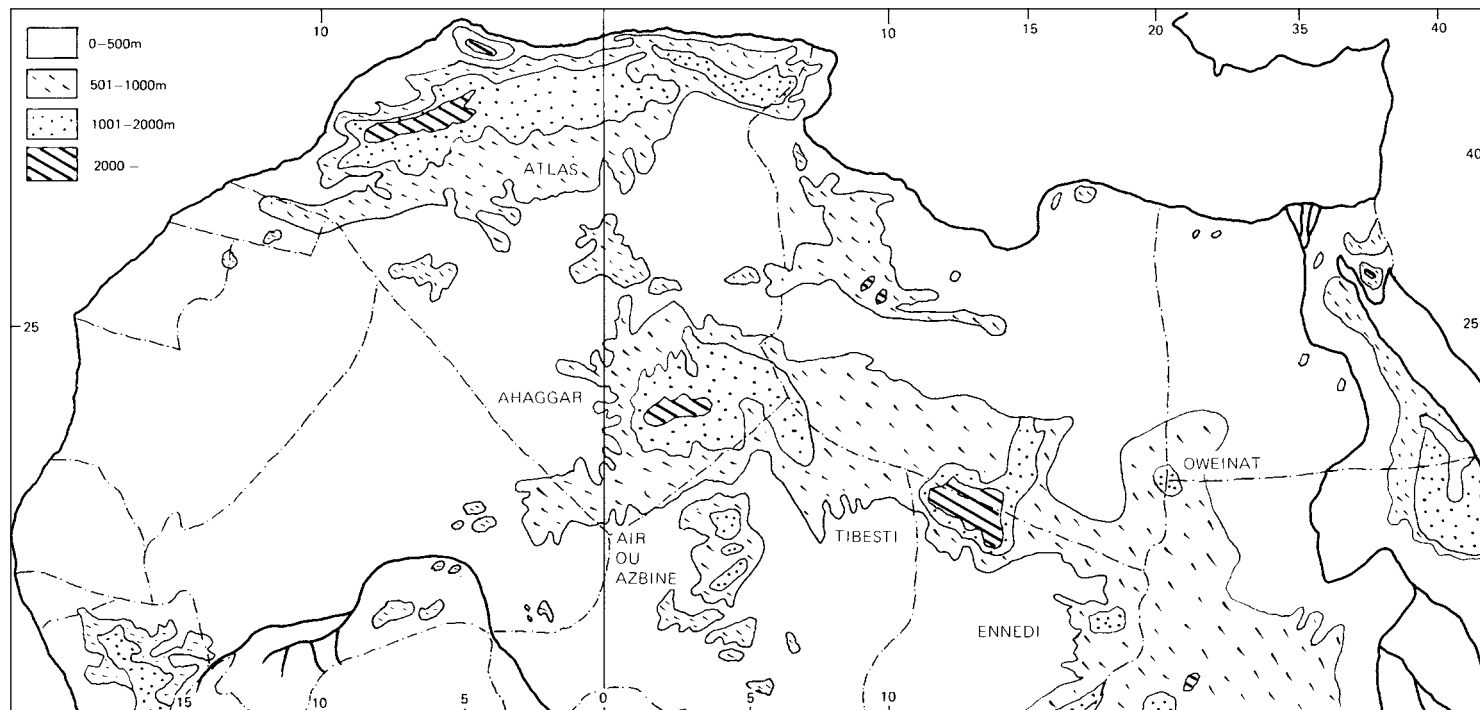 10
10
15
20
35
40
0–500m
501–1000m
1001–2000m
2000 –
40
ATLAS
25
25
AHAGGAR
OWEINAT
AIR
OU
AZBINE
TIBESTI
ENNEDI
15
10
5
0
5
10